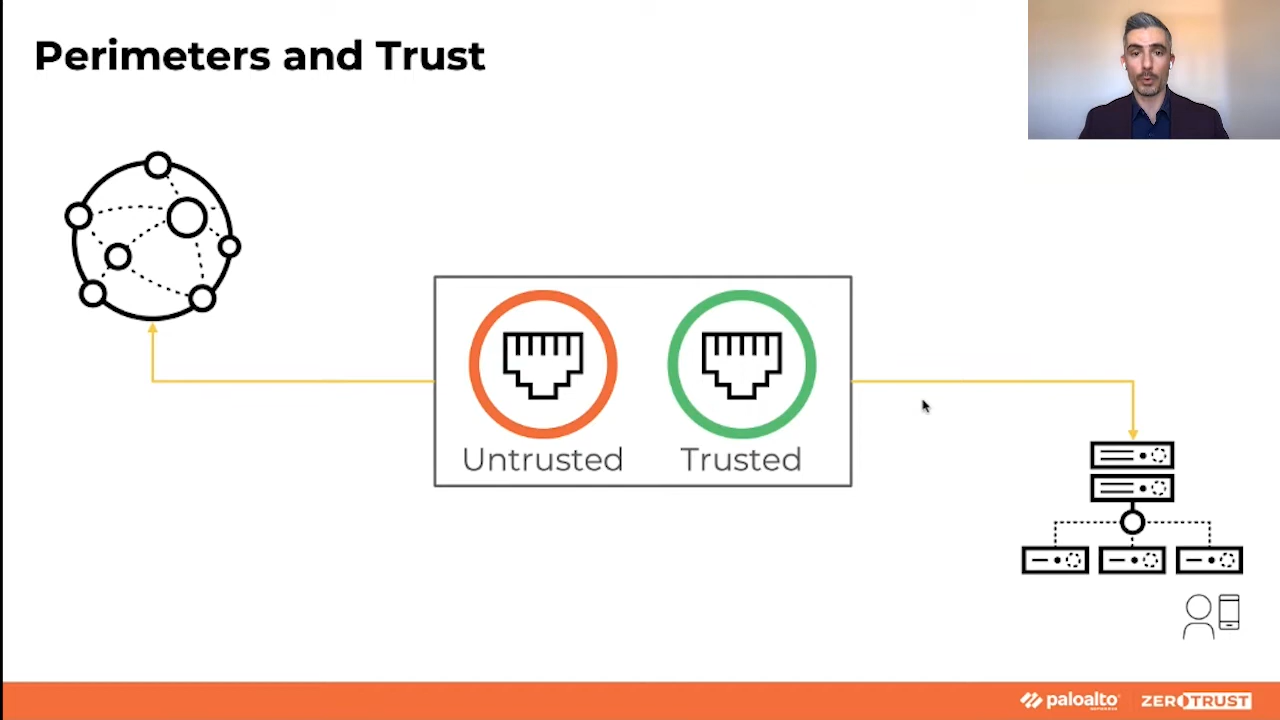 Perimeters and Trust
Untrusted
Trusted
paloalto
ZERO TRUST